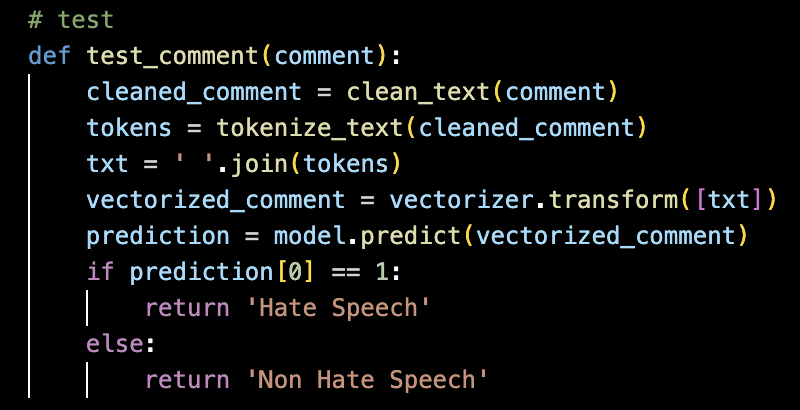 # test
def test_comment(comment):
    cleaned_comment = clean_text(comment)
    tokens = tokenize_text(cleaned_comment)
    txt = ' '.join(tokens)
    vectorized_comment = vectorizer.transform([txt])
    prediction = model.predict(vectorized_comment)
    if prediction[0] == 1:
        return 'Hate Speech'
    else:
        return 'Non Hate Speech'